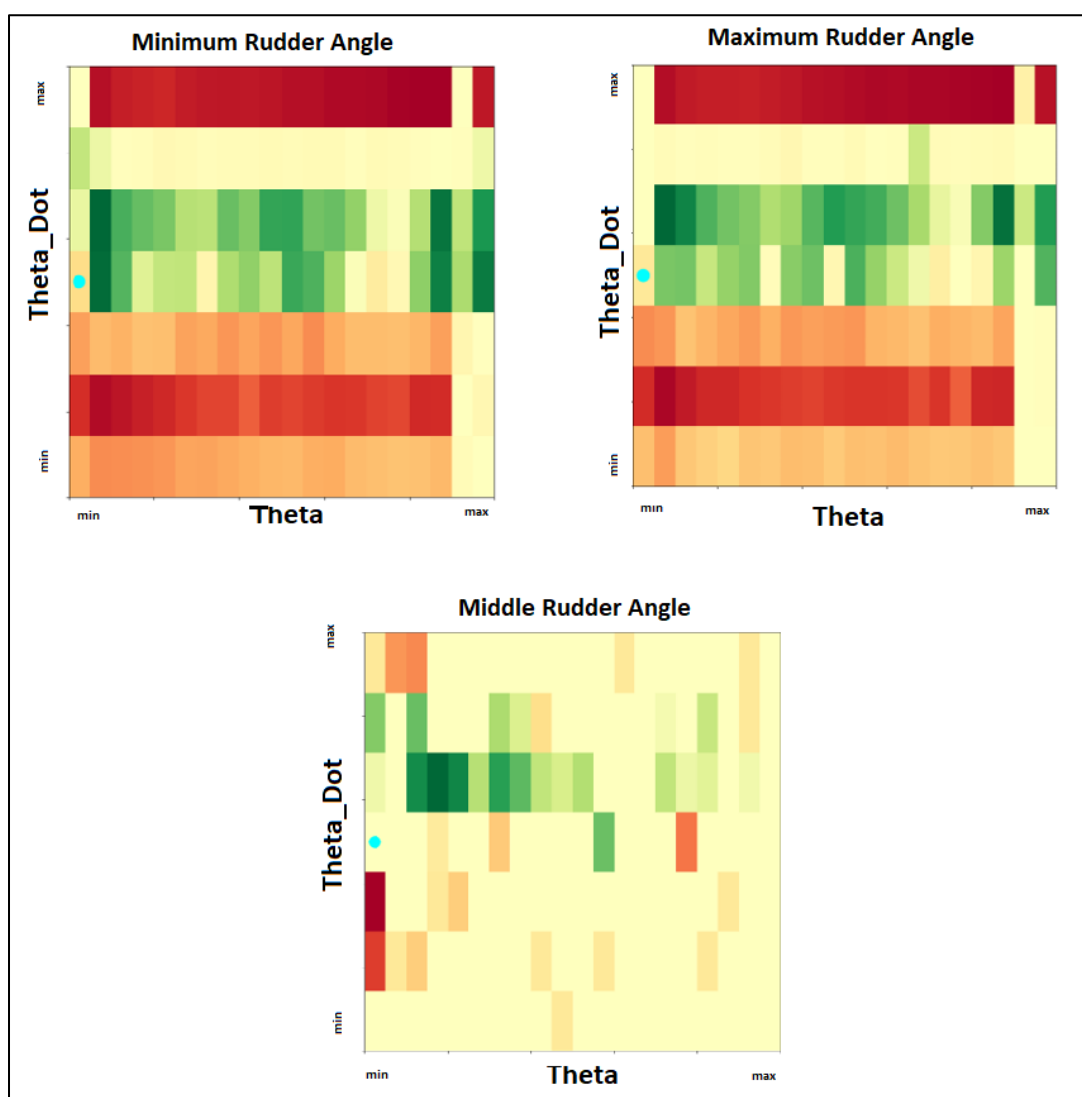 Minimum Rudder Angle
max
Theta_Dot
min
min
Theta
max
Maximum Rudder Angle
max
Theta_Dot
min
min
Theta
max
Middle Rudder Angle
max
Theta_Dot
min
min
Theta
max